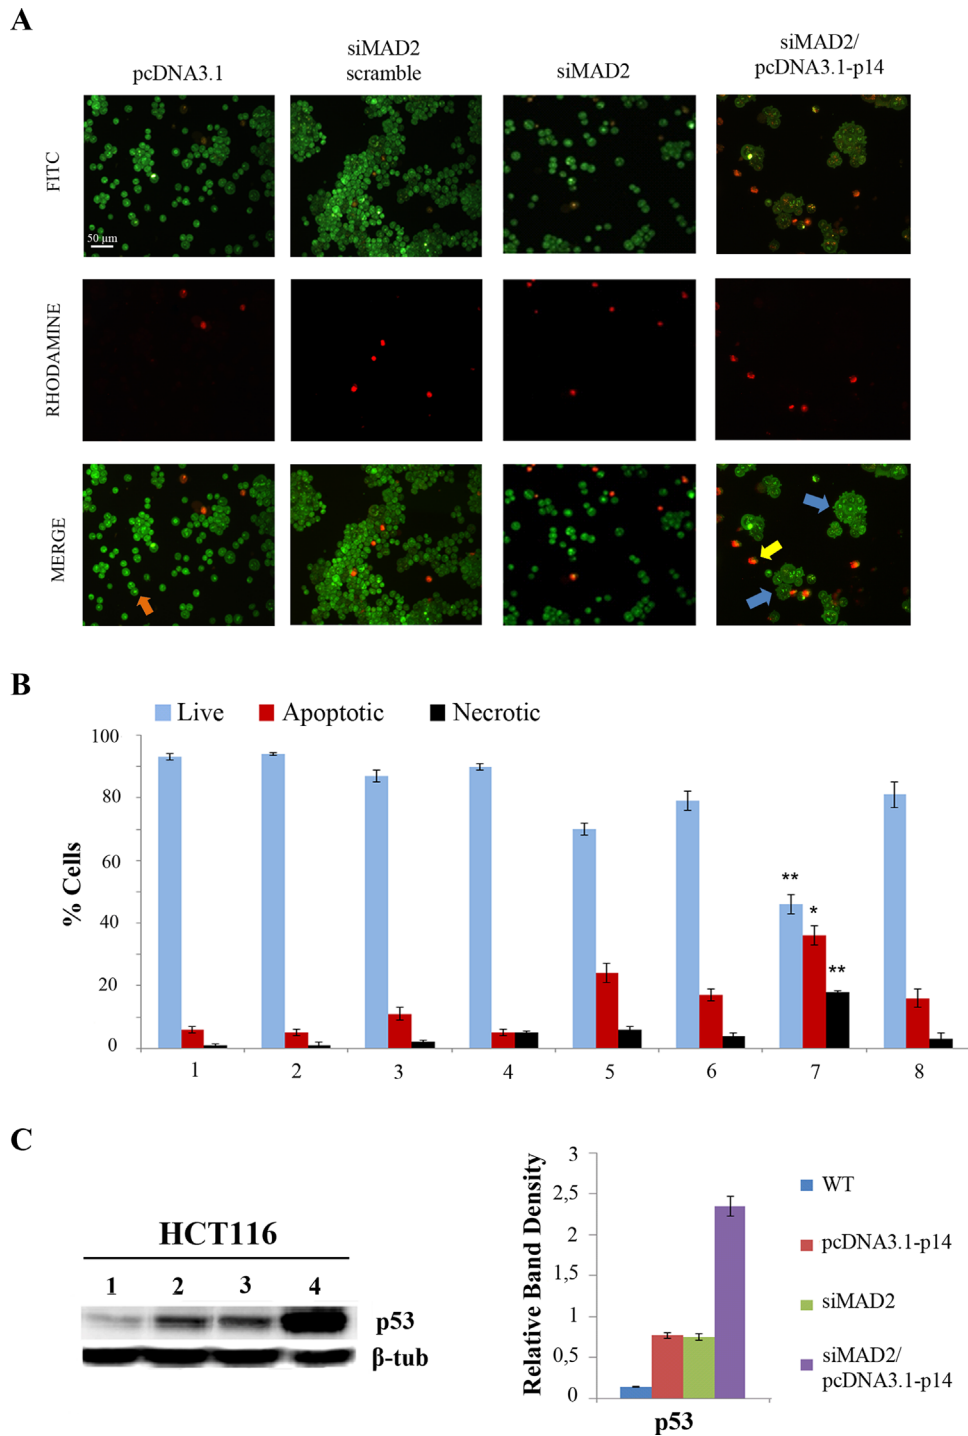 A
pcDNA3.1
siMAD2
scramble
siMAD2
siMAD2/
pcDNA3.1-p14
FITC
50 µm
RHODAMINE
MERGE
B
Live
Apoptotic
Necrotic
% Cells
100
80
60
40
20
0
**
*
**
1 2 3 4 5 6 7 8
C
HCT116
1 2 3 4
p53
β-tub
Relative Band Density
3
2,5
2
1,5
1
0,5
0
p53
WT
pcDNA3.1-p14
siMAD2
siMAD2/
pcDNA3.1-p14